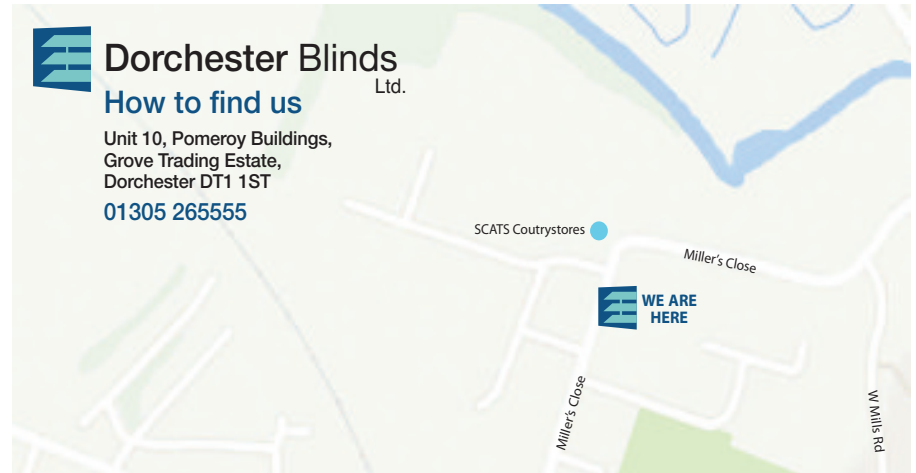 Dorchester Blinds
Ltd.
How to find us
Unit 10, Pomeroy Buildings,
Grove Trading Estate,
Dorchester DT1 1ST
01305 265555
SCATS Coutrystores
Miller's Close
WE ARE
HERE
Miller's Close
W Mills Rd